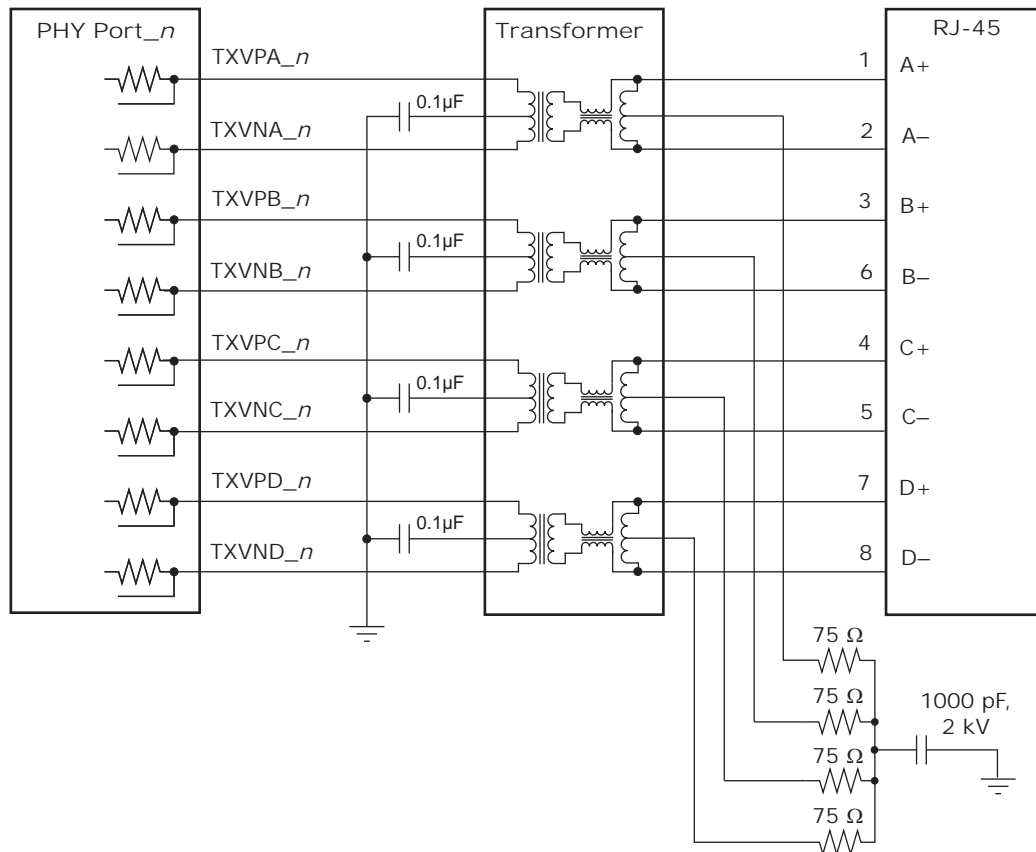 PHY Port_n
Transformer
RJ-45
TXVPA_n
1 A+
0.1µF
TXVNA_n
2 A–
TXVPB_n
3 B+
0.1µF
TXVNB_n
6 B–
TXVPC_n
4 C+
0.1µF
TXVNC_n
5 C–
TXVPD_n
7 D+
0.1µF
TXVND_n
8 D–
75 Ω
75 Ω
1000 pF,
2 kV
75 Ω
75 Ω